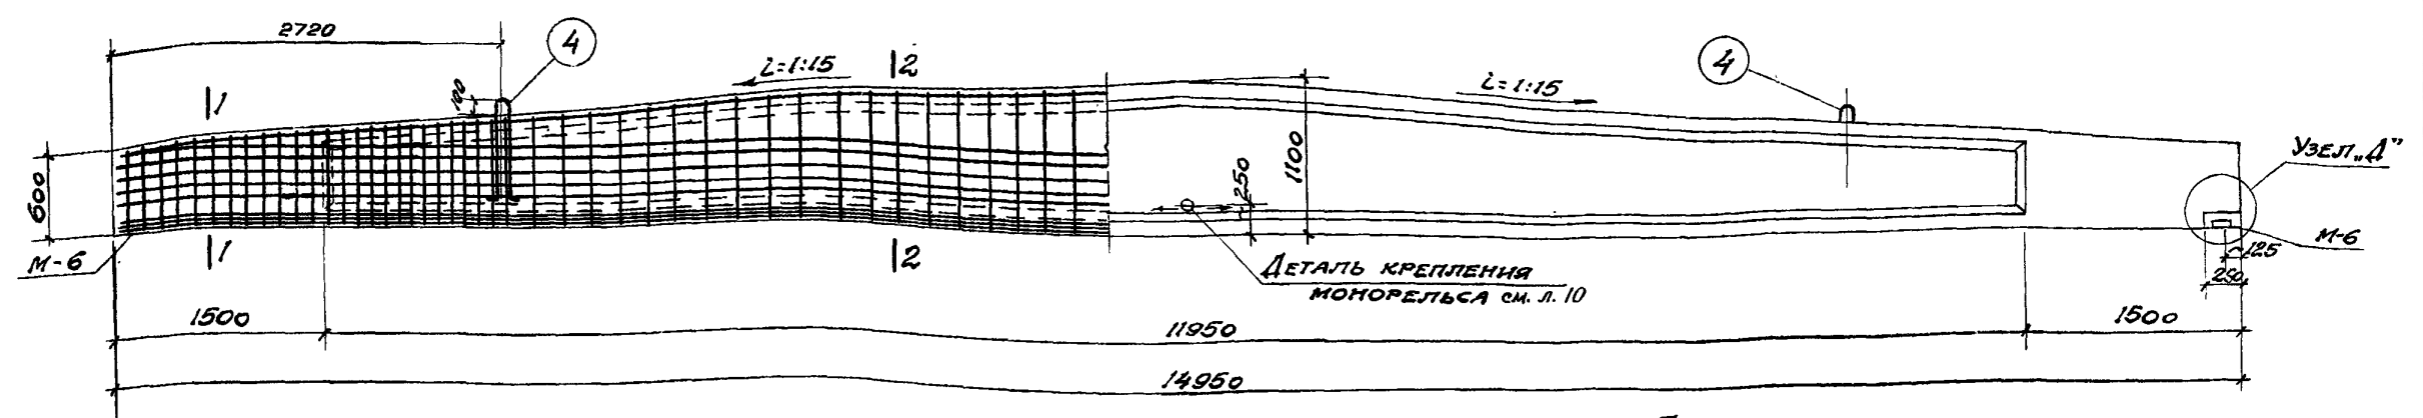 2720
4
4
100
1
2
i=1:15
i=1:15
600
1100
~250
Узел „А"
М-6
1
2
М-6
125
250
Деталь крепления
монорельса см. л. 10
1500
11950
1500
14950